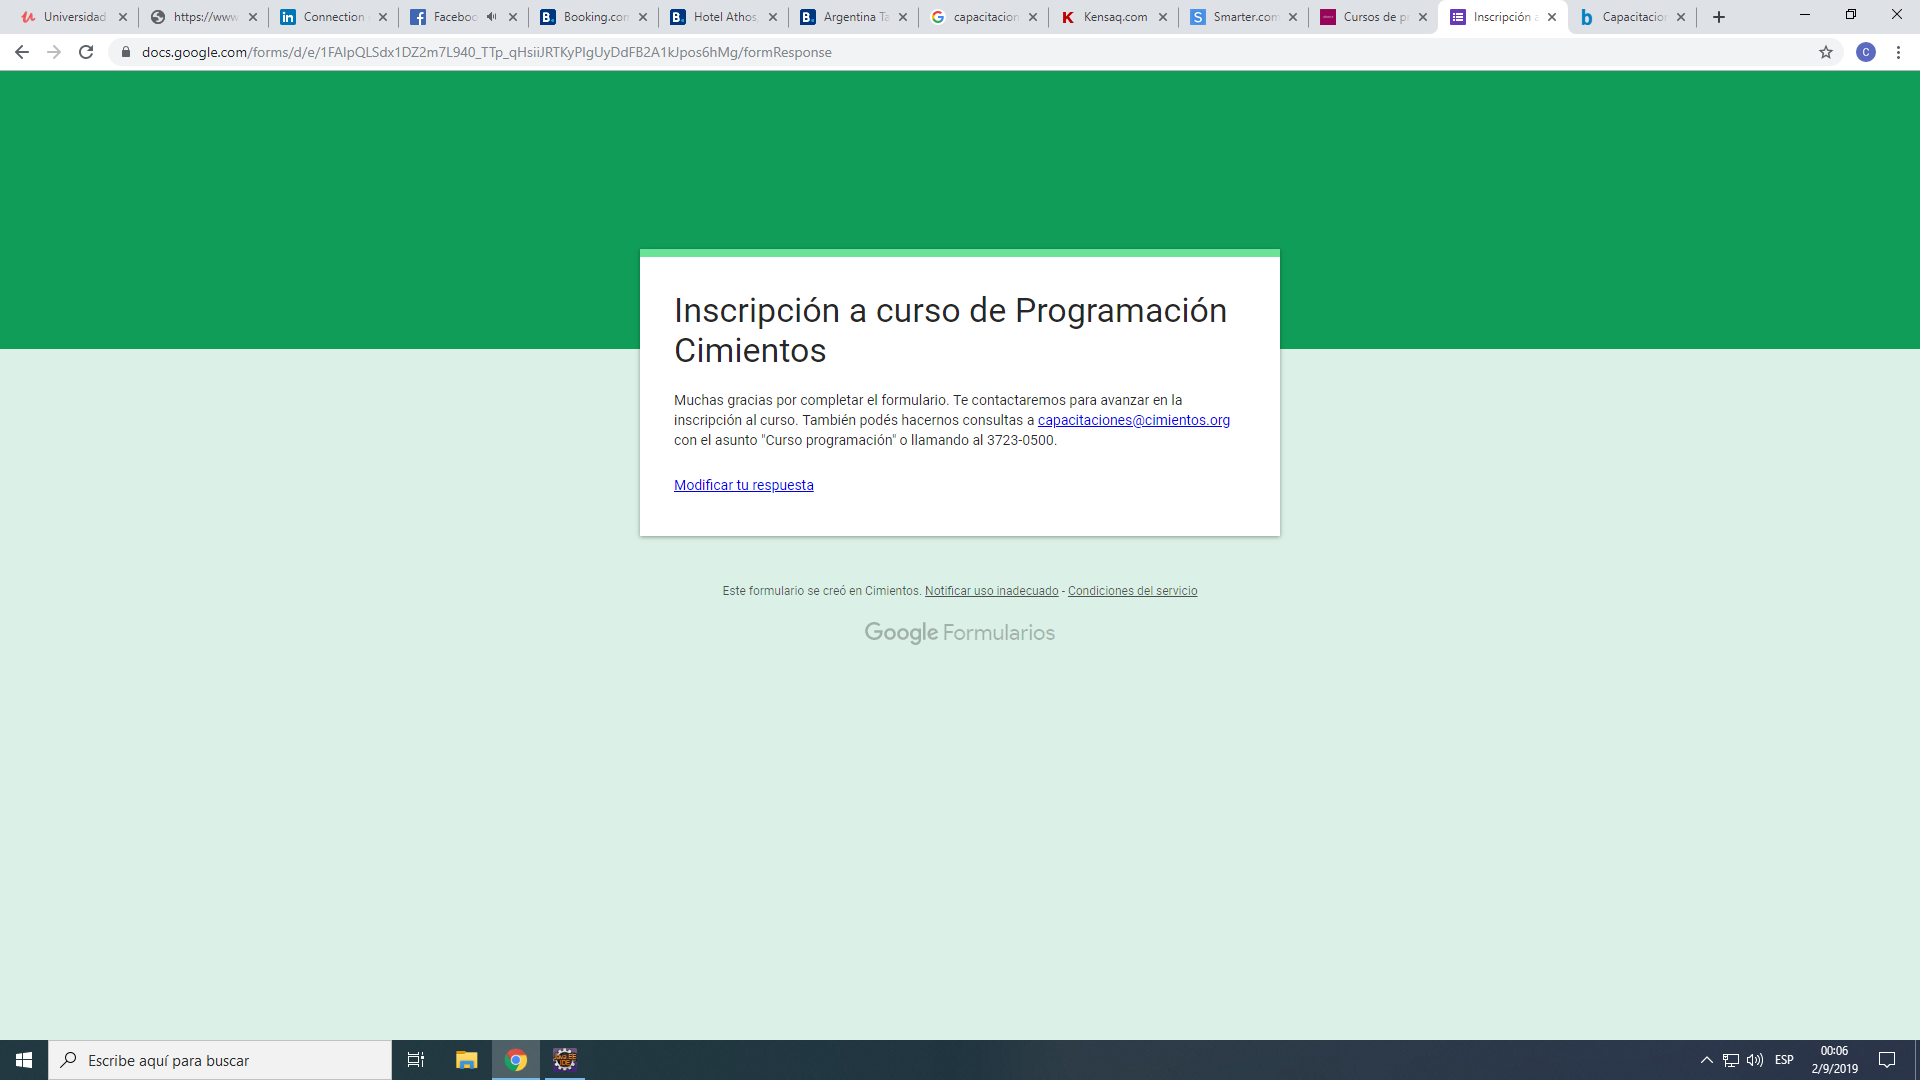 Universidad
https://www
Connection
Faceboo
Booking.com
Hotel Athos,
Argentina Ta
capacitacion
Kensaq.com
Smarter.com
Cursos de pr
Inscripción a
Capacitacion
docs.google.com/forms/d/e/1FAIpQLSdx1DZ2m7L940_TTp_qHsiiJRTKyPIgUyDdFB2A1kJpos6hMg/formResponse
C
Inscripción a curso de Programación
Cimientos
Muchas gracias por completar el formulario. Te contactaremos para avanzar en la
inscripción al curso. También podés hacernos consultas a capacitaciones@cimientos.org
con el asunto "Curso programación" o llamando al 3723-0500.
Modificar tu respuesta
Este formulario se creó en Cimientos. Notificar uso inadecuado - Condiciones del servicio
Google Formularios
Escribe aquí para buscar
ESP
00:06
2/9/2019